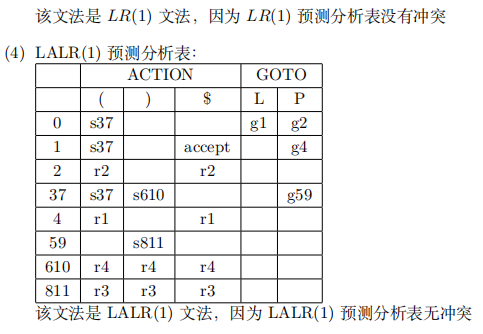 该文法是 LR(1) 文法，因为 LR(1) 预测分析表没有冲突
(4) LALR(1) 预测分析表：
ACTION GOTO
( ) $ L P
0 s37 g1 g2
1 s37 accept g4
2 r2 r2
37 s37 s610 g59
4 r1 r1
59 s811
610 r4 r4 r4
811 r3 r3 r3
该文法是 LALR(1) 文法，因为 LALR(1) 预测分析表无冲突